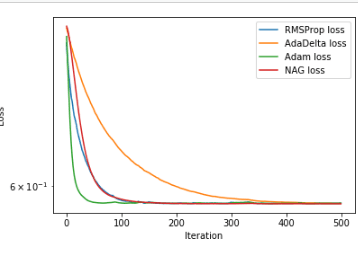 RMSProp loss
AdaDelta loss
Adam loss
NAG loss
Loss
6 × 10⁻¹
0 100 200 300 400 500
Iteration